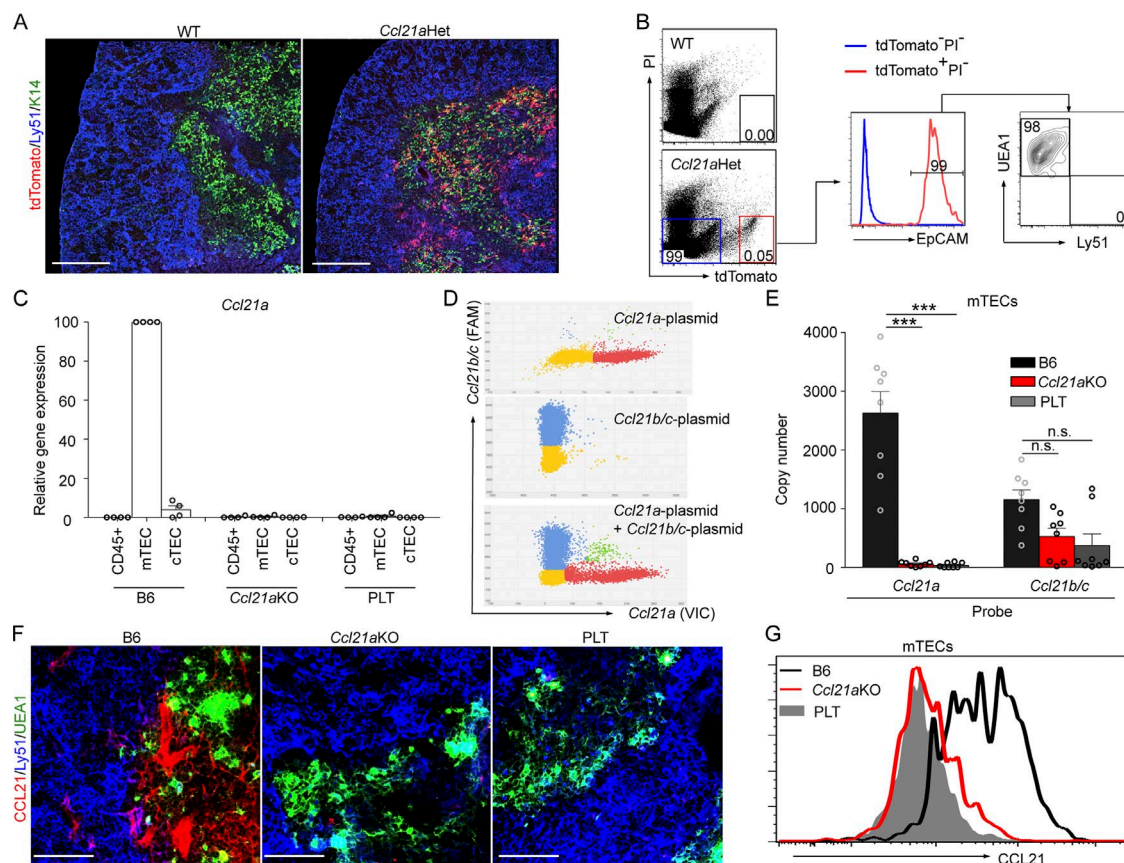 A
WT
Ccl21aHet
tdTomato/Ly51/K14
B
WT
PI
0.00
Ccl21aHet
99
0.05
tdTomato
tdTomato-PI-
tdTomato+PI-
99
EpCAM
98
UEA1
0
Ly51
C
Ccl21a
Relative gene expression
100
80
60
40
20
0
CD45+
mTEC
cTEC
CD45+
mTEC
cTEC
CD45+
mTEC
cTEC
B6
Ccl21aKO
PLT
D
Ccl21b/c (FAM)
Ccl21a-plasmid
Ccl21b/c-plasmid
Ccl21a-plasmid
+ Ccl21b/c-plasmid
Ccl21a (VIC)
E
mTECs
***
***
B6
Ccl21aKO
PLT
n.s.
n.s.
Copy number
4000
3000
2000
1000
0
Ccl21a
Ccl21b/c
Probe
F
B6
Ccl21aKO
PLT
CCL21/Ly51/UEA1
G
mTECs
B6
Ccl21aKO
PLT
CCL21